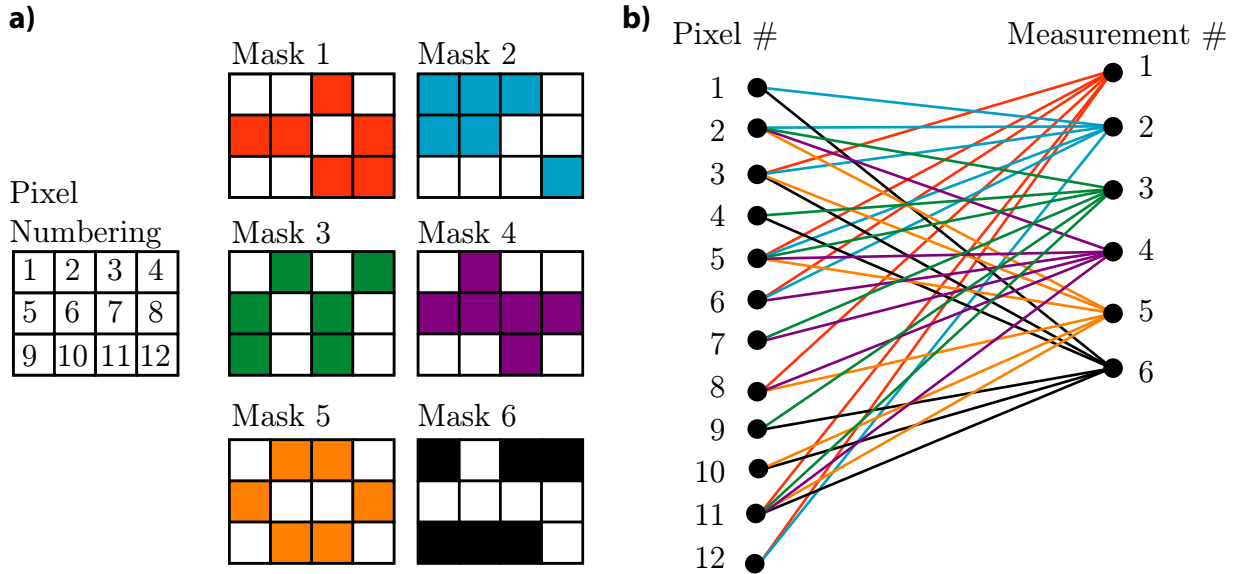 a)
Mask 1
Mask 2
Pixel
Numbering
1 2 3 4
5 6 7 8
9 10 11 12
Mask 3
Mask 4
Mask 5
Mask 6
b)
Pixel #
1
2
3
4
5
6
7
8
9
10
11
12
Measurement #
1
2
3
4
5
6